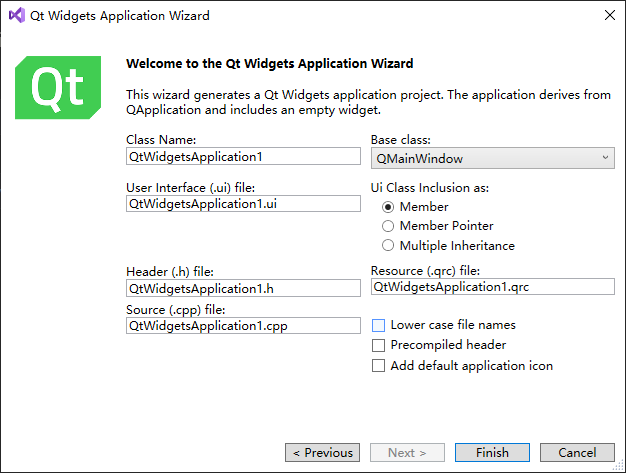 Qt Widgets Application Wizard
Qt
Welcome to the Qt Widgets Application Wizard
This wizard generates a Qt Widgets application project. The application derives from
QApplication and includes an empty widget.
Class Name:
QtWidgetsApplication1
Base class:
QMainWindow
User Interface (.ui) file:
QtWidgetsApplication1.ui
Ui Class Inclusion as:
Member
Member Pointer
Multiple Inheritance
Header (.h) file:
QtWidgetsApplication1.h
Resource (.qrc) file:
QtWidgetsApplication1.qrc
Source (.cpp) file:
QtWidgetsApplication1.cpp
Lower case file names
Precompiled header
Add default application icon
< Previous
Next >
Finish
Cancel